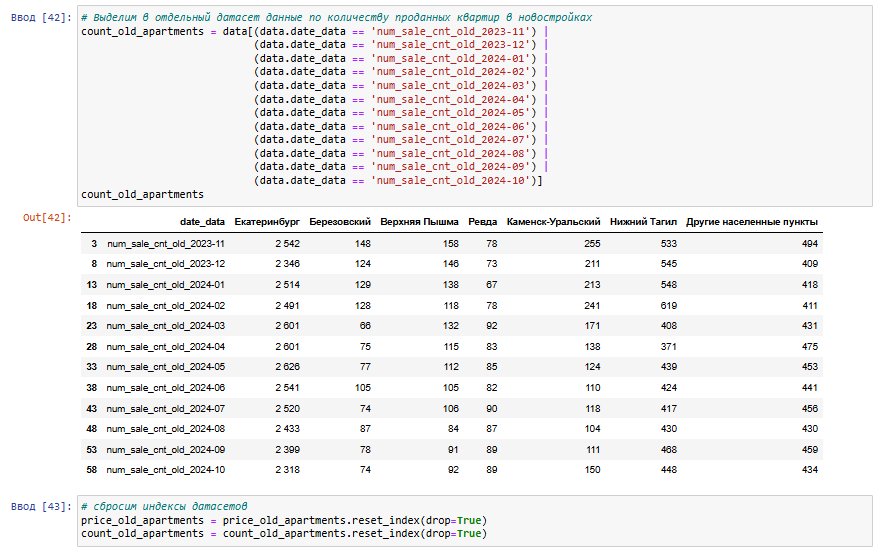 Ввод [42]: # Выделим в отдельный датасет данные по количеству проданных квартир в новостройках
count_old_apartments = data[(data.date_data == 'num_sale_cnt_old_2023-11') |
(data.date_data == 'num_sale_cnt_old_2023-12') |
(data.date_data == 'num_sale_cnt_old_2024-01') |
(data.date_data == 'num_sale_cnt_old_2024-02') |
(data.date_data == 'num_sale_cnt_old_2024-03') |
(data.date_data == 'num_sale_cnt_old_2024-04') |
(data.date_data == 'num_sale_cnt_old_2024-05') |
(data.date_data == 'num_sale_cnt_old_2024-06') |
(data.date_data == 'num_sale_cnt_old_2024-07') |
(data.date_data == 'num_sale_cnt_old_2024-08') |
(data.date_data == 'num_sale_cnt_old_2024-09') |
(data.date_data == 'num_sale_cnt_old_2024-10')]
count_old_apartments
Out[42]:
date_data Екатеринбург Березовский Верхняя Пышма Ревда Каменск-Уральский Нижний Тагил Другие населенные пункты
3 num_sale_cnt_old_2023-11 2 542 148 158 78 255 533 494
8 num_sale_cnt_old_2023-12 2 346 124 146 73 211 545 409
13 num_sale_cnt_old_2024-01 2 514 129 138 67 213 548 418
18 num_sale_cnt_old_2024-02 2 491 128 118 78 241 619 411
23 num_sale_cnt_old_2024-03 2 601 66 132 92 171 408 431
28 num_sale_cnt_old_2024-04 2 601 75 115 83 138 371 475
33 num_sale_cnt_old_2024-05 2 626 77 112 85 124 439 453
38 num_sale_cnt_old_2024-06 2 541 105 105 82 110 424 441
43 num_sale_cnt_old_2024-07 2 520 74 106 90 118 417 456
48 num_sale_cnt_old_2024-08 2 433 87 84 87 104 430 430
53 num_sale_cnt_old_2024-09 2 399 78 91 89 111 468 459
58 num_sale_cnt_old_2024-10 2 318 74 92 89 150 448 434
Ввод [43]: # сбросим индексы датасетов
price_old_apartments = price_old_apartments.reset_index(drop=True)
count_old_apartments = count_old_apartments.reset_index(drop=True)